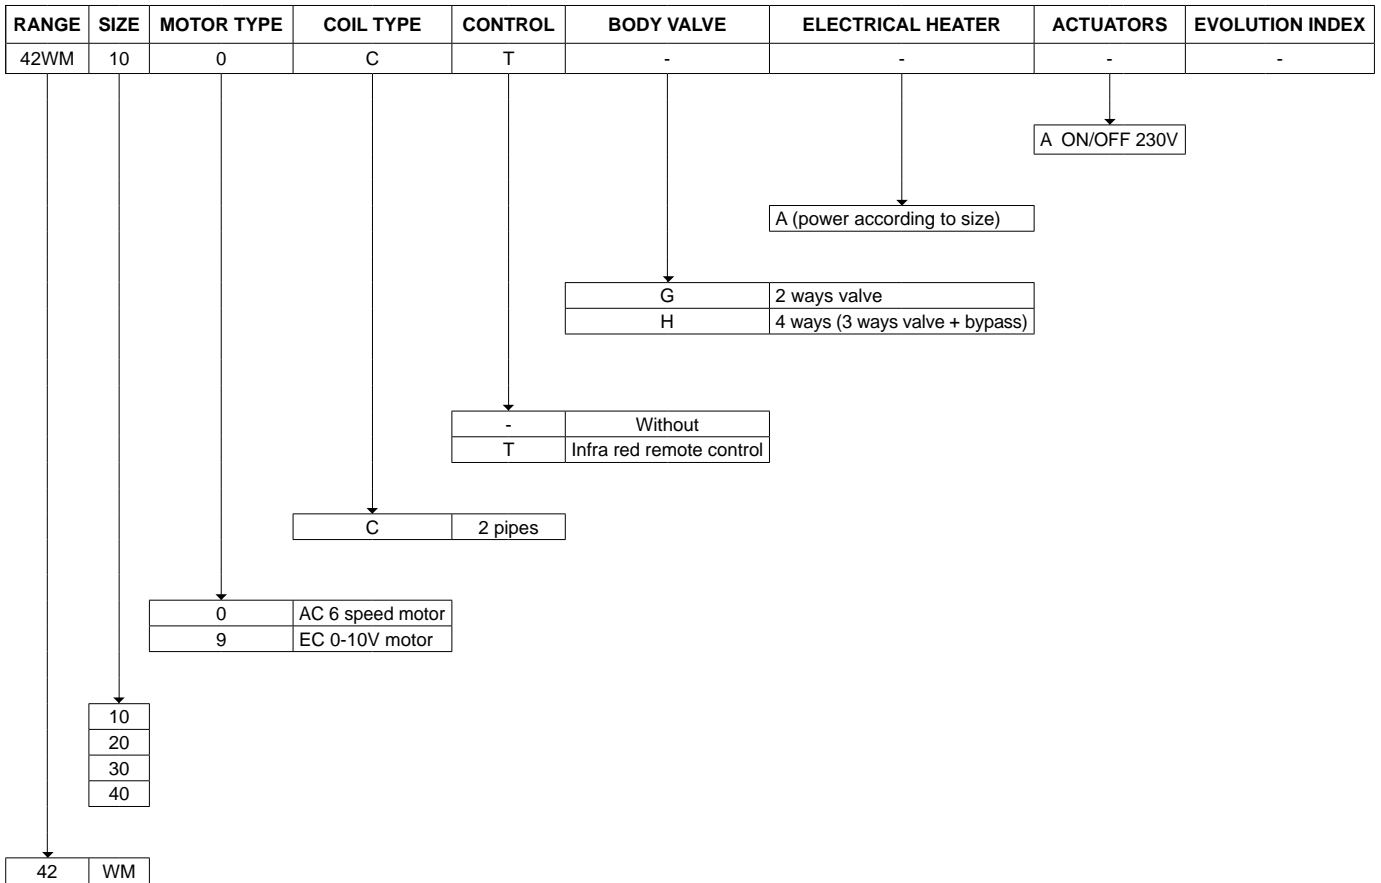 RANGE SIZE MOTOR TYPE COIL TYPE CONTROL BODY VALVE ELECTRICAL HEATER ACTUATORS EVOLUTION INDEX
42WM 10 0 C T - - - -
A ON/OFF 230V
A (power according to size)
G 2 ways valve
H 4 ways (3 ways valve + bypass)
- Without
T Infra red remote control
C 2 pipes
0 AC 6 speed motor
9 EC 0-10V motor
10
20
30
40
42 WM